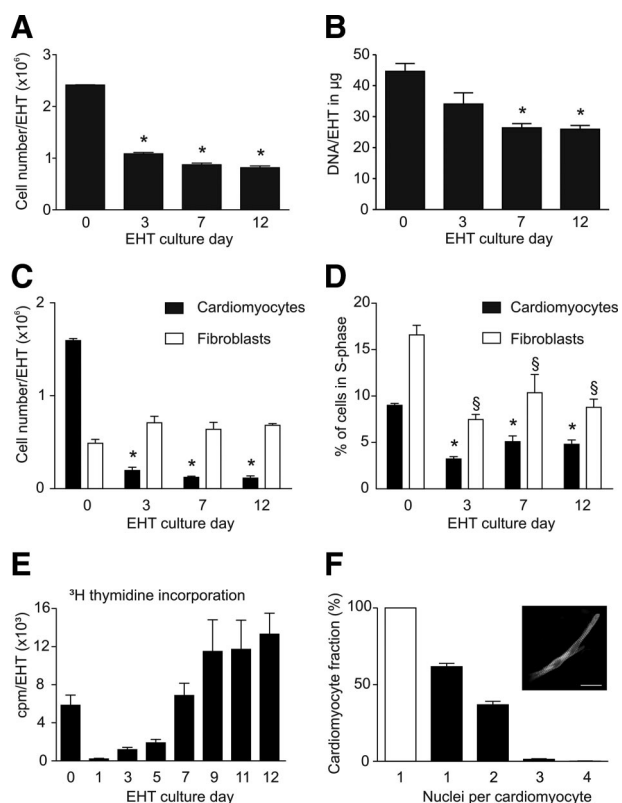 A
Cell number/EHT (x10⁶)
3
2
1
0
*
*
*
0 3 7 12
EHT culture day
B
DNA/EHT in µg
50
40
30
20
10
0
*
*
0 3 7 12
EHT culture day
C
Cell number/EHT (x10⁶)
2
1
0
Cardiomyocytes
Fibroblasts
*
*
*
0 3 7 12
EHT culture day
D
% of cells in S-phase
20
15
10
5
0
Cardiomyocytes
Fibroblasts
§
§
§
*
*
*
0 3 7 12
EHT culture day
E
³H thymidine incorporation
cpm/EHT (x10³)
16
12
8
4
0
0 1 3 5 7 9 11 12
EHT culture day
F
Cardiomyocyte fraction (%)
100
50
0
1 1 2 3 4
Nuclei per cardiomyocyte